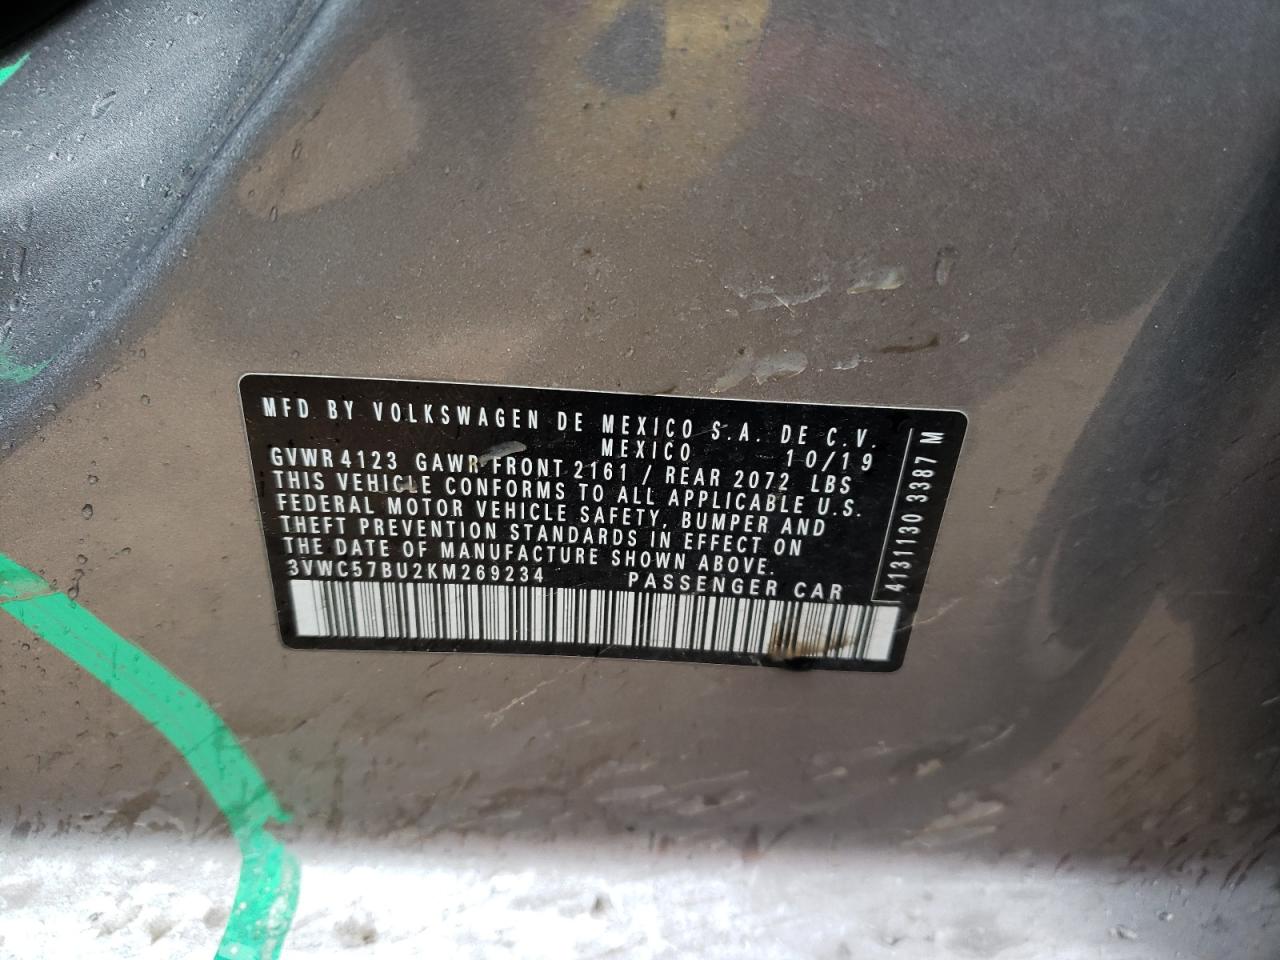 MFD BY VOLKSWAGEN DE MEXICO S.A. DE C.V.
MEXICO 10/19
GVWR 4123 GAWR FRONT 2161 / REAR 2072 LBS
THIS VEHICLE CONFORMS TO ALL APPLICABLE U.S.
FEDERAL MOTOR VEHICLE SAFETY, BUMPER AND
THEFT PREVENTION STANDARDS IN EFFECT ON
THE DATE OF MANUFACTURE SHOWN ABOVE.
3VWC57BU2KM269234 PASSENGER CAR
4131130 3387 M